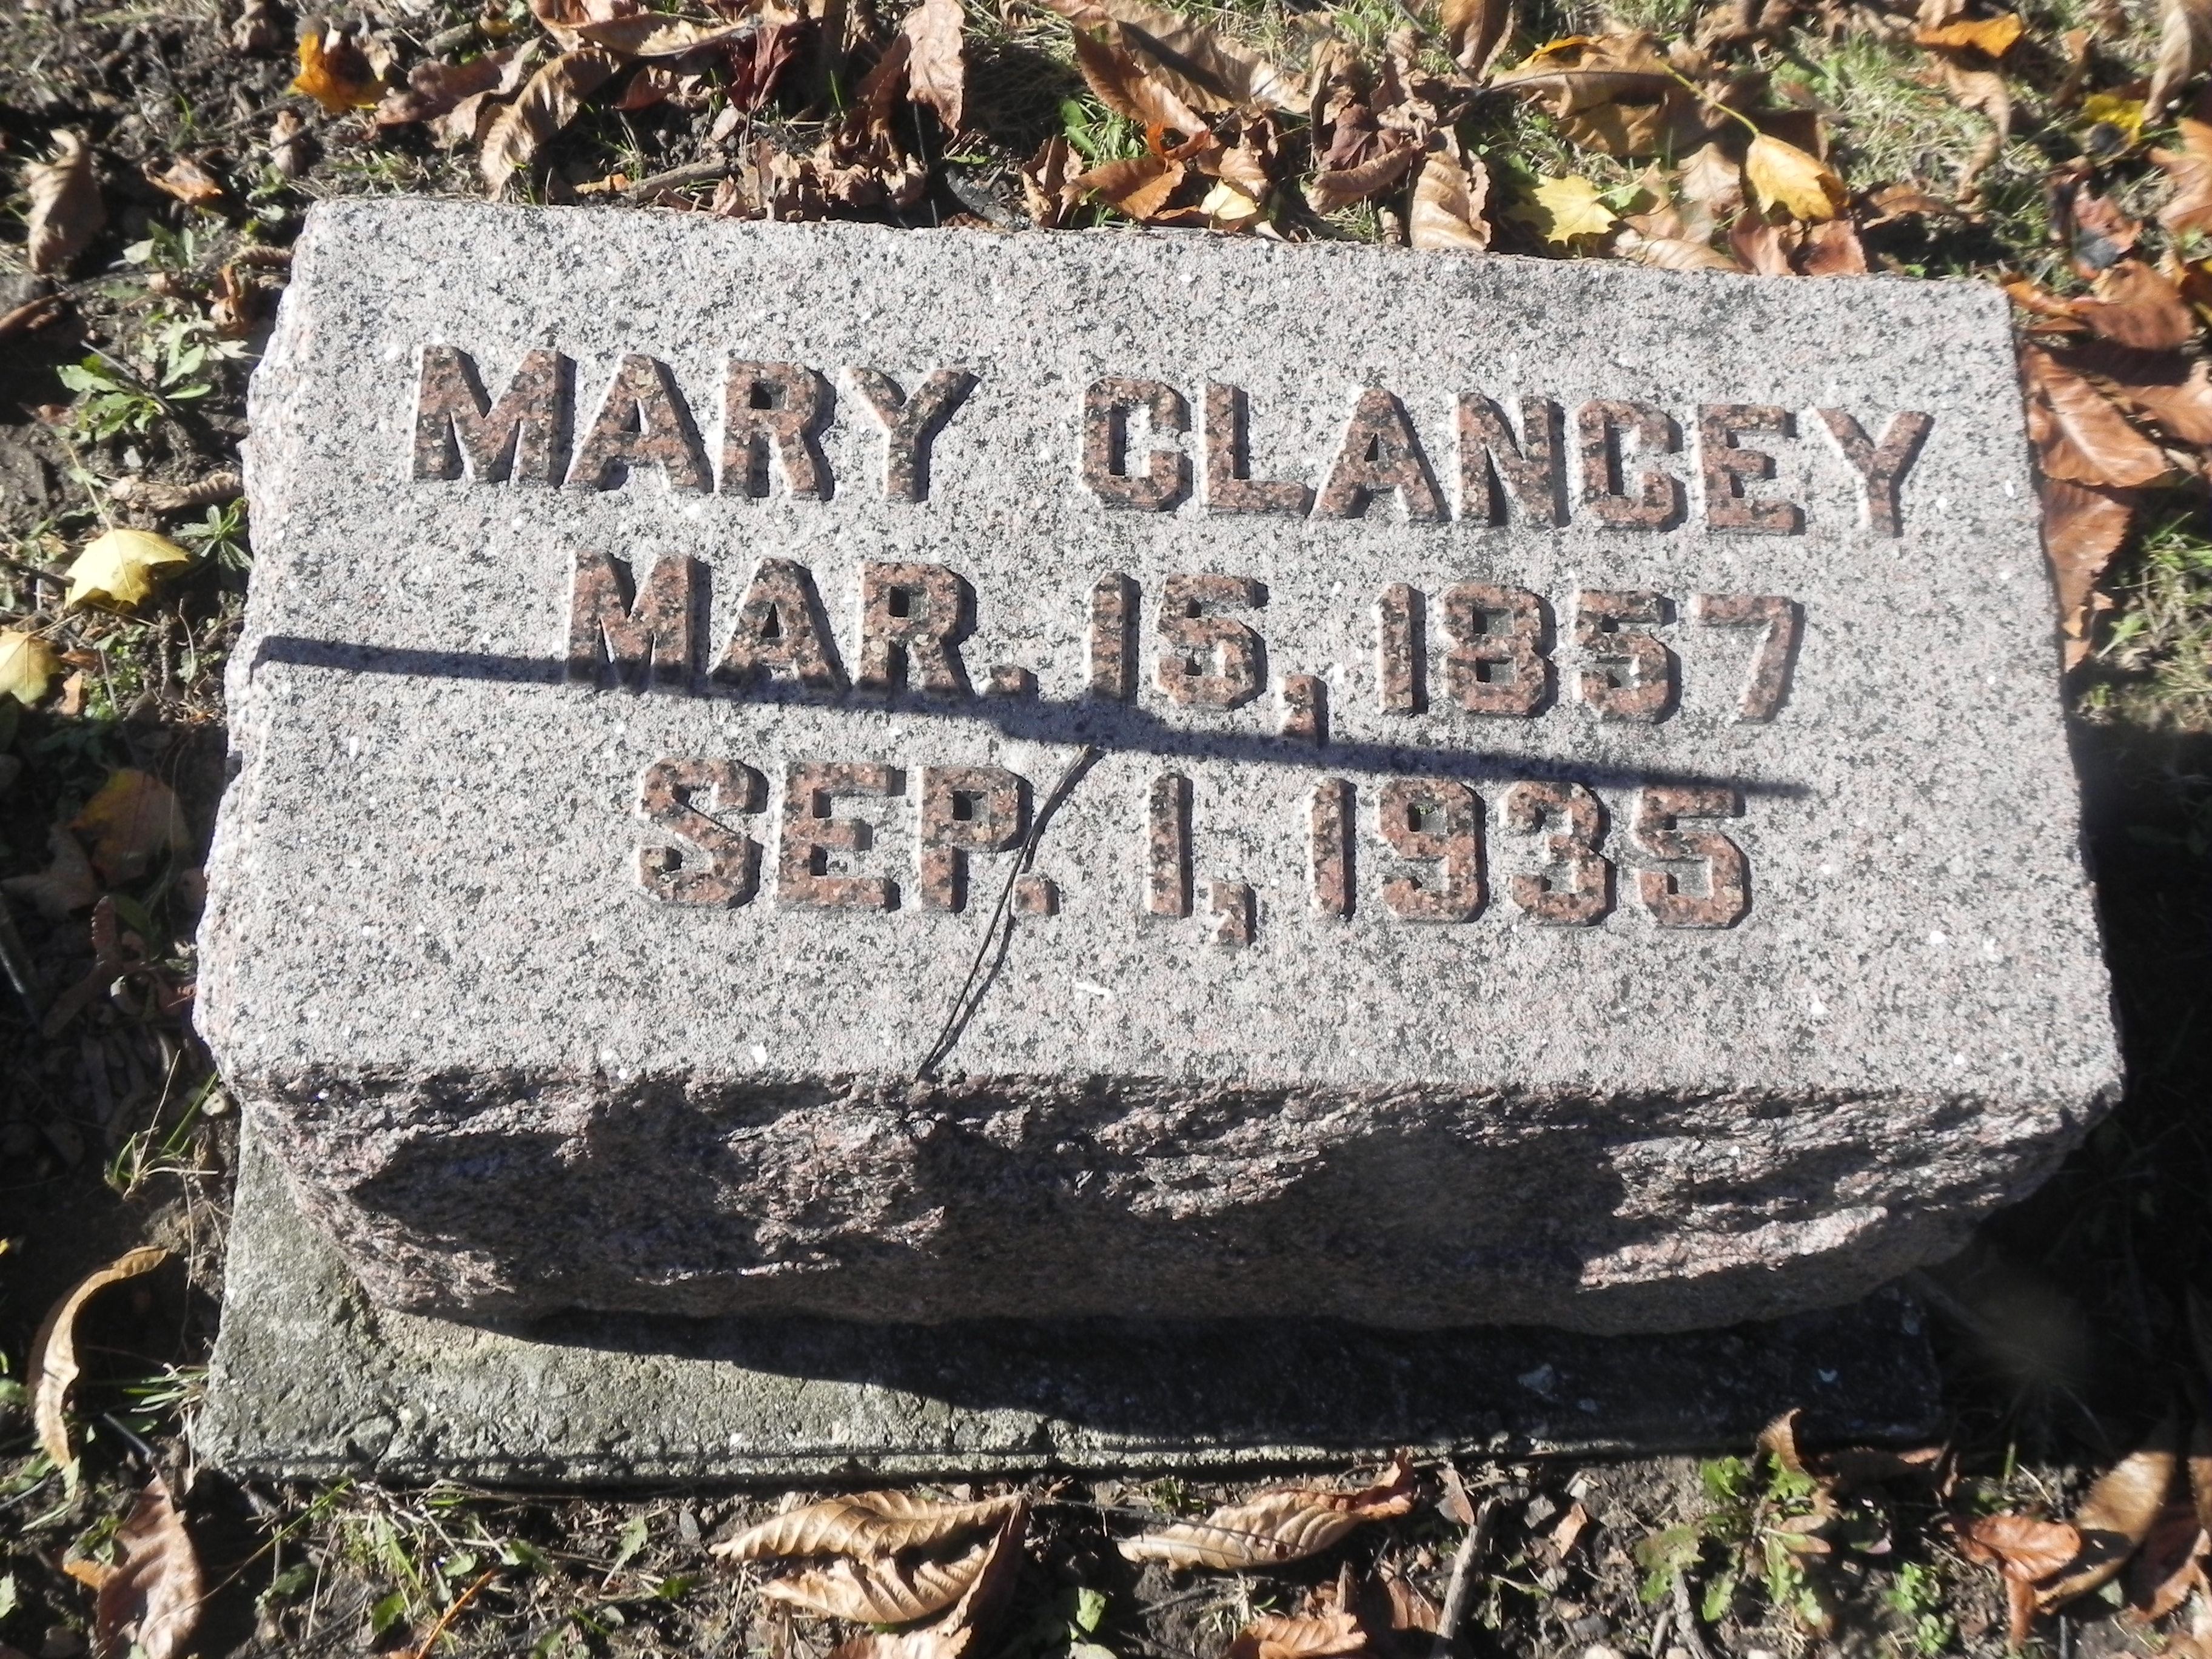 MARY CLANCEY
MAR. 15, 1857
SEP. 1, 1935